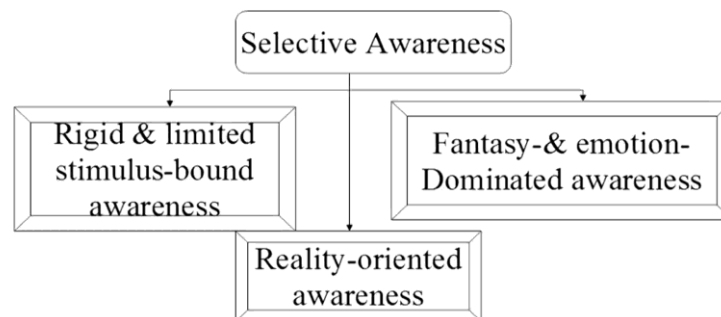 Selective Awareness
Rigid & limited
stimulus-bound
awareness
Fantasy-& emotion-
Dominated awareness
Reality-oriented
awareness